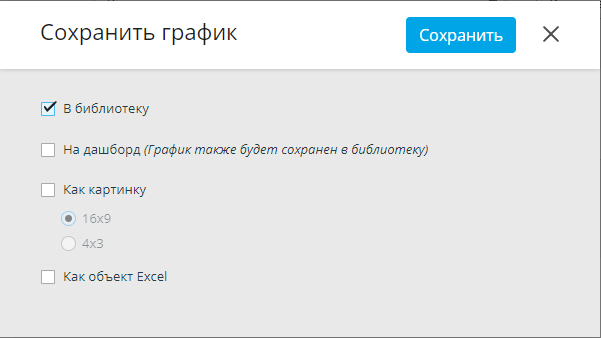 Сохранить график
Сохранить
В библиотеку
На дашборд (График также будет сохранен в библиотеку)
Как картинку
16x9
4x3
Как объект Excel